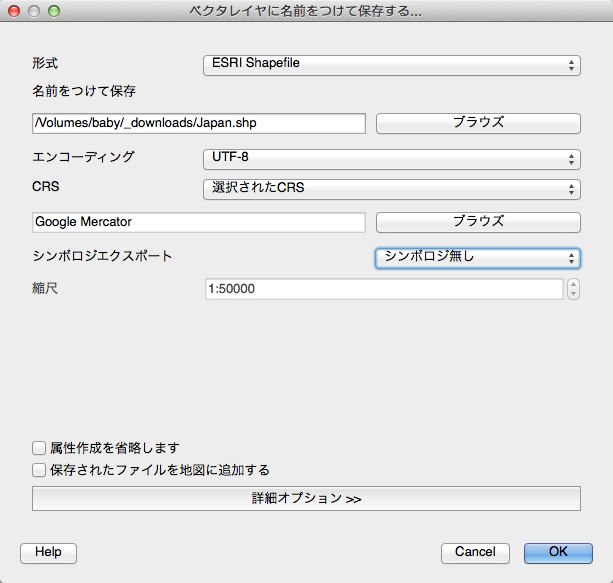 ベクタレイヤに名前をつけて保存する...
形式 ESRI Shapefile
名前をつけて保存
/Volumes/baby/_downloads/Japan.shp ブラウズ
エンコーディング UTF-8
CRS 選択されたCRS
Google Mercator ブラウズ
シンボロジエクスポート シンボロジ無し
縮尺 1:50000
属性作成を省略します
保存されたファイルを地図に追加する
詳細オプション >>
Help Cancel OK